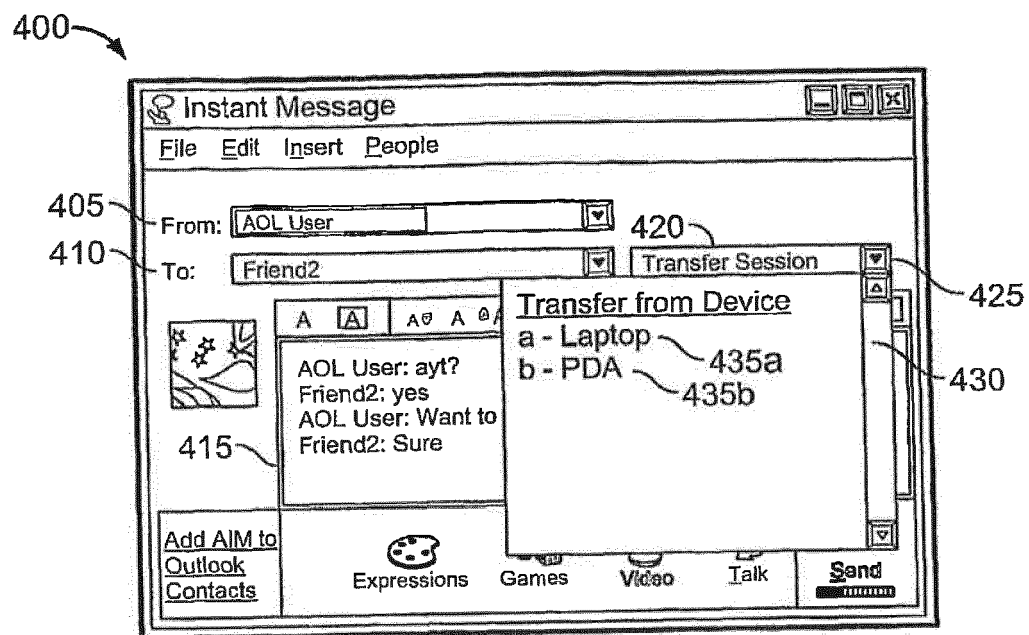 400
Instant Message
File Edit Insert People
405
From: AOL User
420
410
To: Friend2
Transfer Session
425
A A A A
Transfer from Device
a - Laptop
435a
b - PDA
435b
430
AOL User: ayt?
Friend2: yes
AOL User: Want to
Friend2: Sure
415
Add AIM to
Outlook
Contacts
Expressions
Games
Video
Talk
Send